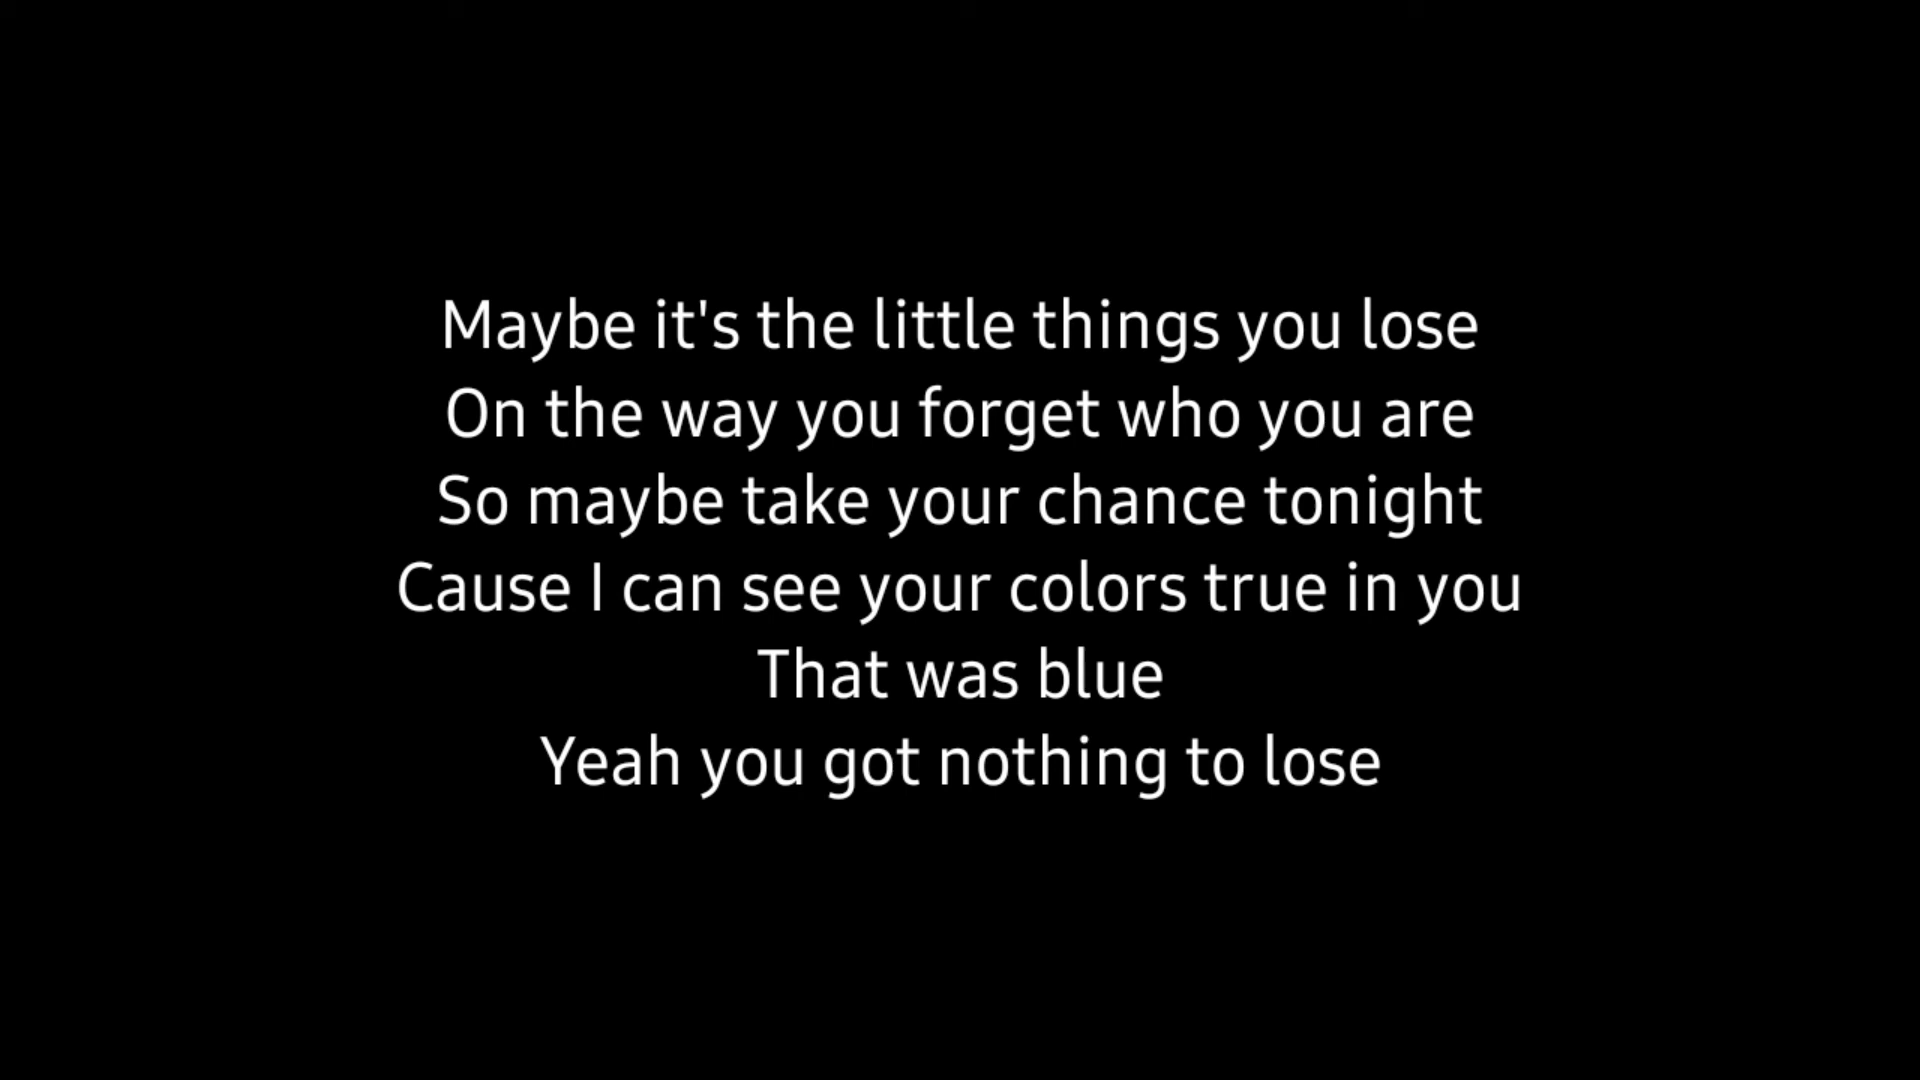 Maybe it's the little things you lose
On the way you forget who you are
So maybe take your chance tonight
Cause I can see your colors true in you
That was blue
Yeah you got nothing to lose